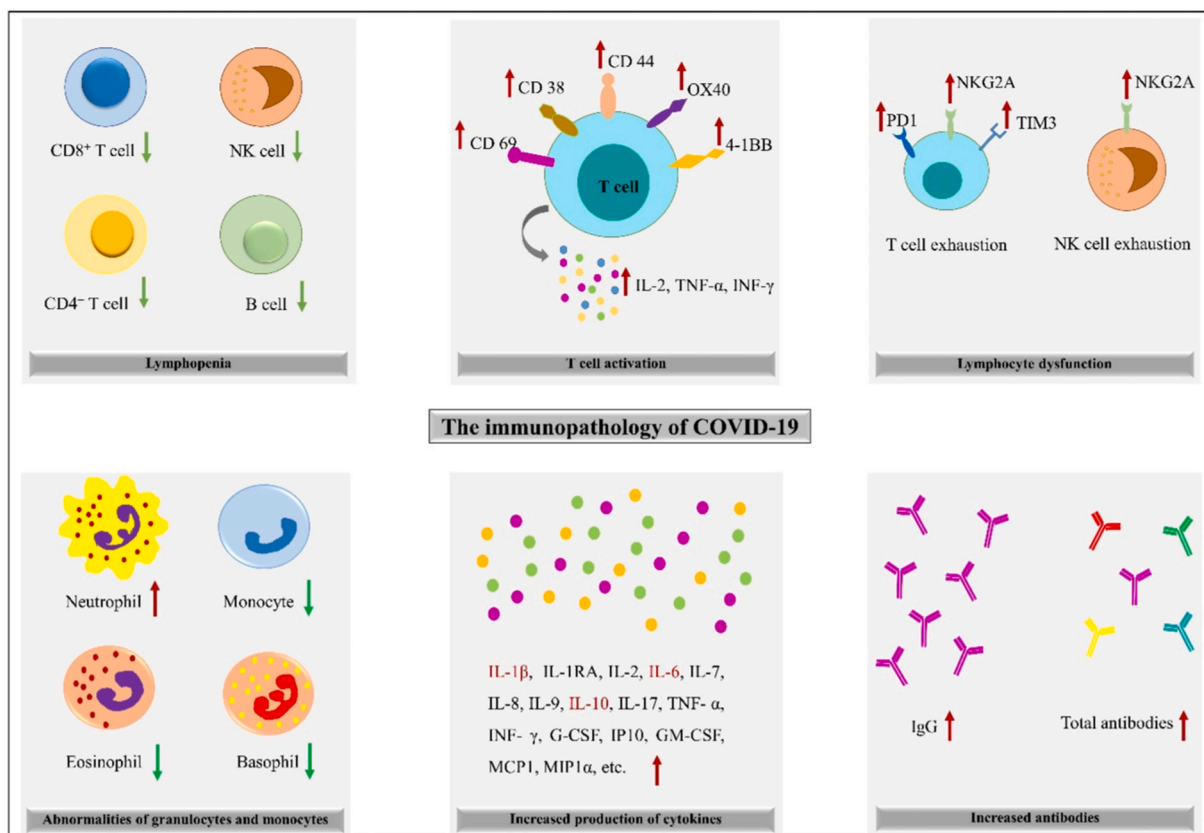 CD8⁺ T cell
NK cell
CD4⁻ T cell
B cell
Lymphopenia
CD 69
CD 38
CD 44
OX40
4-1BB
T cell
IL-2, TNF-α, INF-γ
T cell activation
PD1
NKG2A
TIM3
T cell exhaustion
NKG2A
NK cell exhaustion
Lymphocyte dysfunction
The immunopathology of COVID-19
Neutrophil
Monocyte
Eosinophil
Basophil
Abnormalities of granulocytes and monocytes
IL-1β, IL-1RA, IL-2, IL-6, IL-7,
IL-8, IL-9, IL-10, IL-17, TNF- α,
INF- γ, G-CSF, IP10, GM-CSF,
MCP1, MIP1α, etc.
Increased production of cytokines
IgG
Total antibodies
Increased antibodies